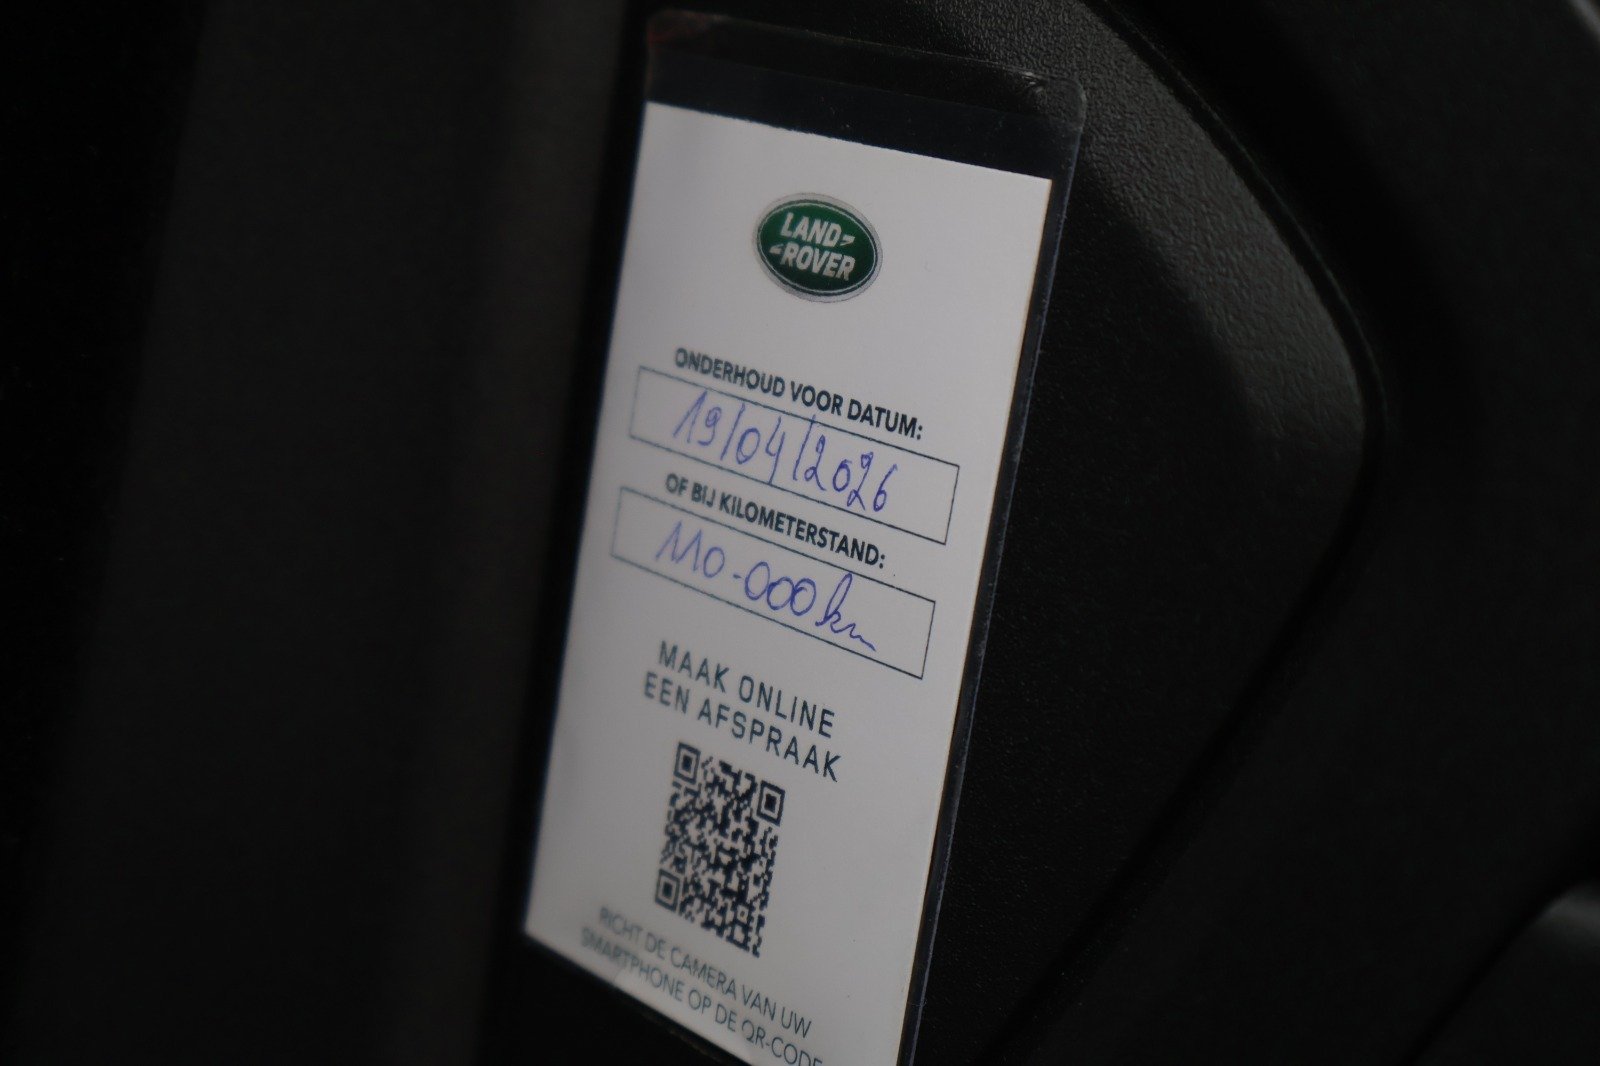 LAND
ROVER
ONDERHOUD VOOR DATUM:
19/04/2026
OF BIJ KILOMETERSTAND:
110-000km
MAAK ONLINE
EEN AFSPRAAK
RICHT DE CAMERA VAN UW
SMARTPHONE OP DE QR-CODE